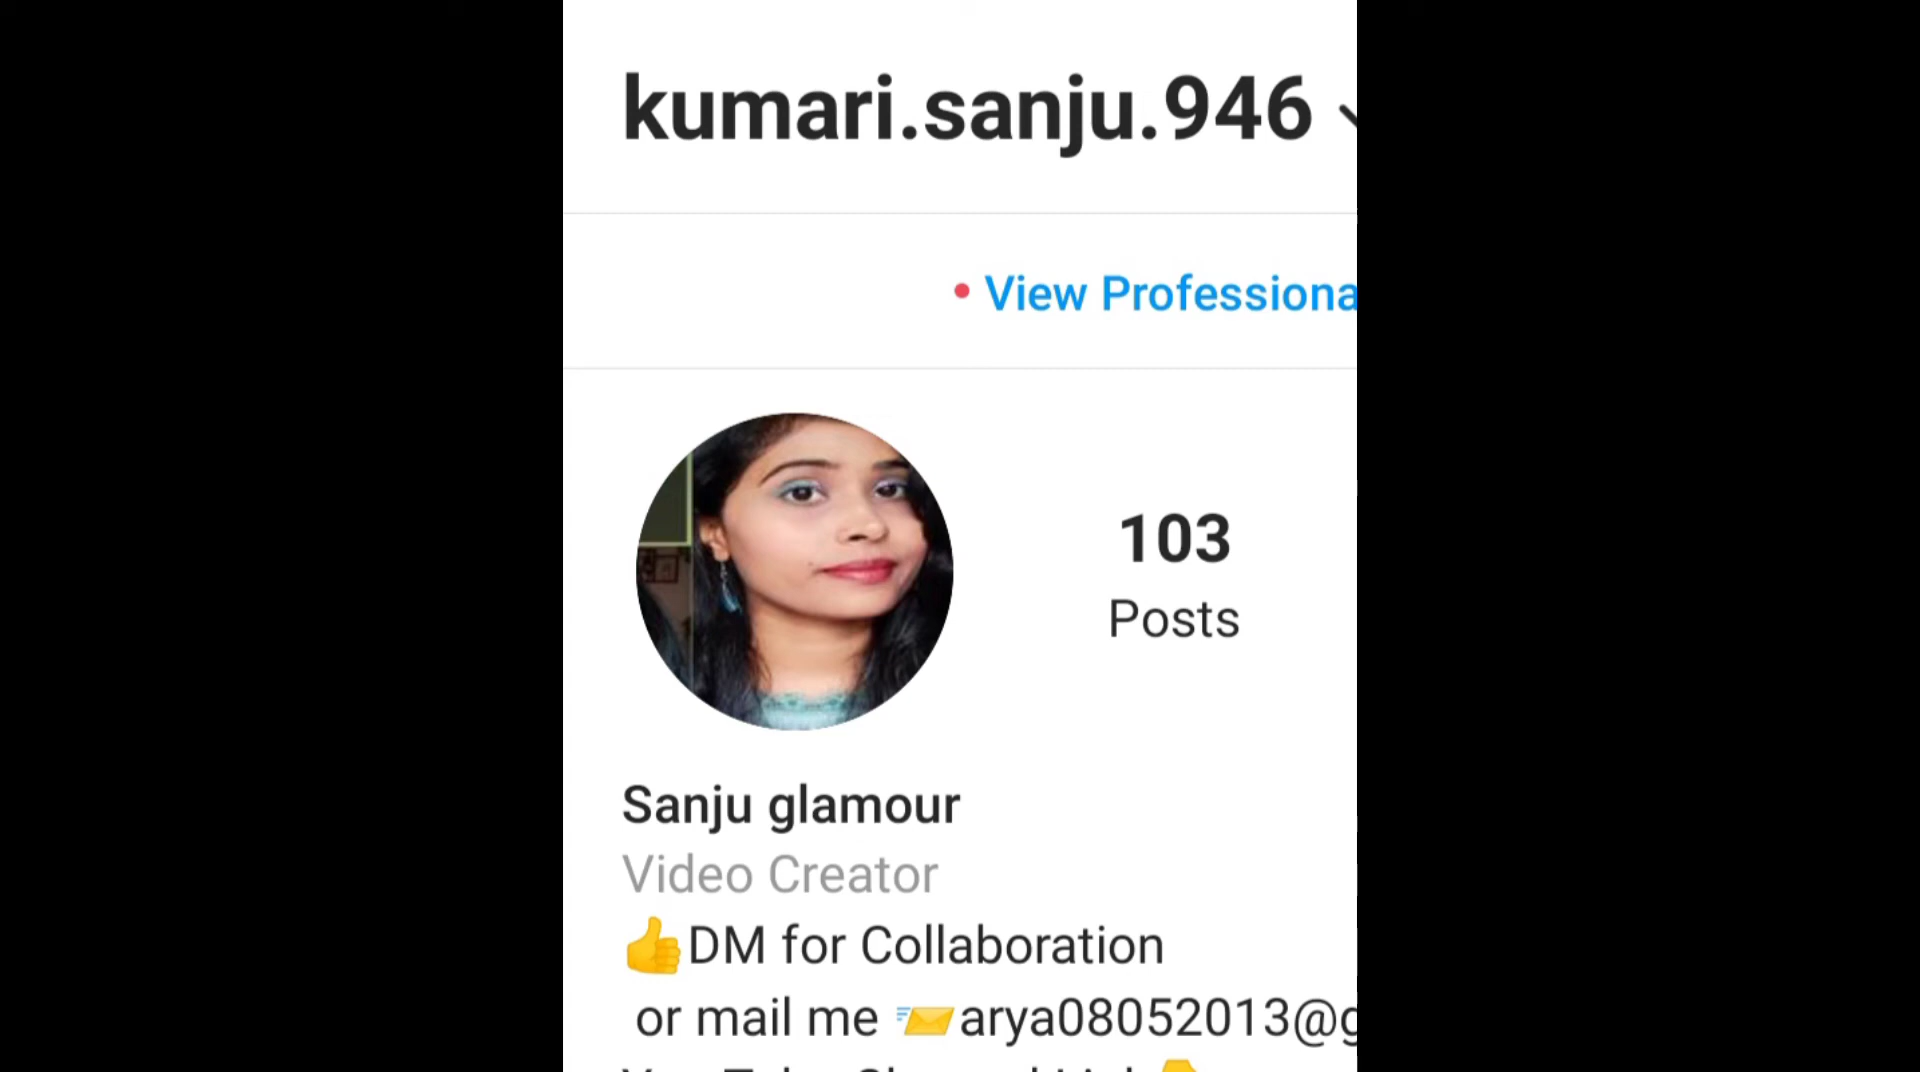 kumari.sanju.946
View Professiona
103
Posts
Sanju glamour
Video Creator
👍DM for Collaboration
or mail me 📨arya08052013@g